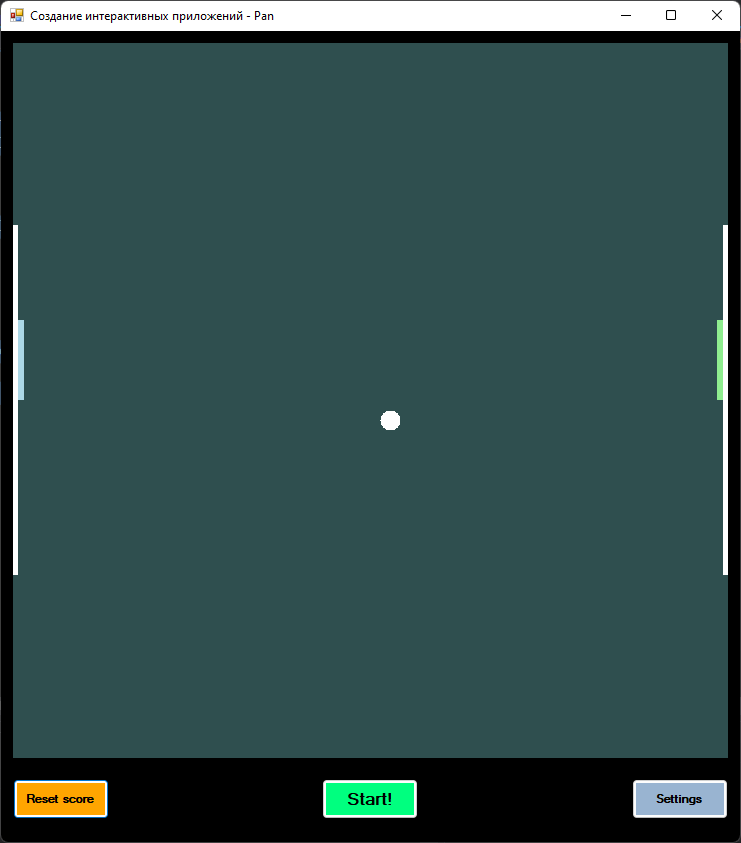 Создание интерактивных приложений - Pan
Reset score
Start!
Settings